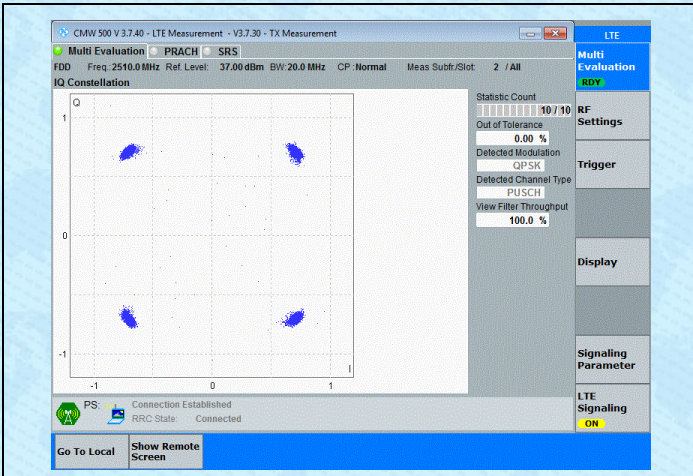 CMW 500 V 3.7.40 - LTE Measurement - V3.7.30 - TX Measurement
LTE
Multi Evaluation PRACH SRS
FDD Freq.:2510.0 MHz Ref. Level: 37.00 dBm BW:20.0 MHz CP :Normal Meas Subfr./Slot: 2 / All
IQ Constellation
Q
1
0
-1
-1 0 1
I
Statistic Count
10 / 10
Out of Tolerance
0.00 %
Detected Modulation
QPSK
Detected Channel Type
PUSCH
View Filter Throughput
100.0 %
Multi
Evaluation
RDY
RF
Settings
Trigger
Display
Signaling
Parameter
LTE
Signaling
ON
PS: Connection Established
RRC State: Connected
Go To Local
Show Remote
Screen